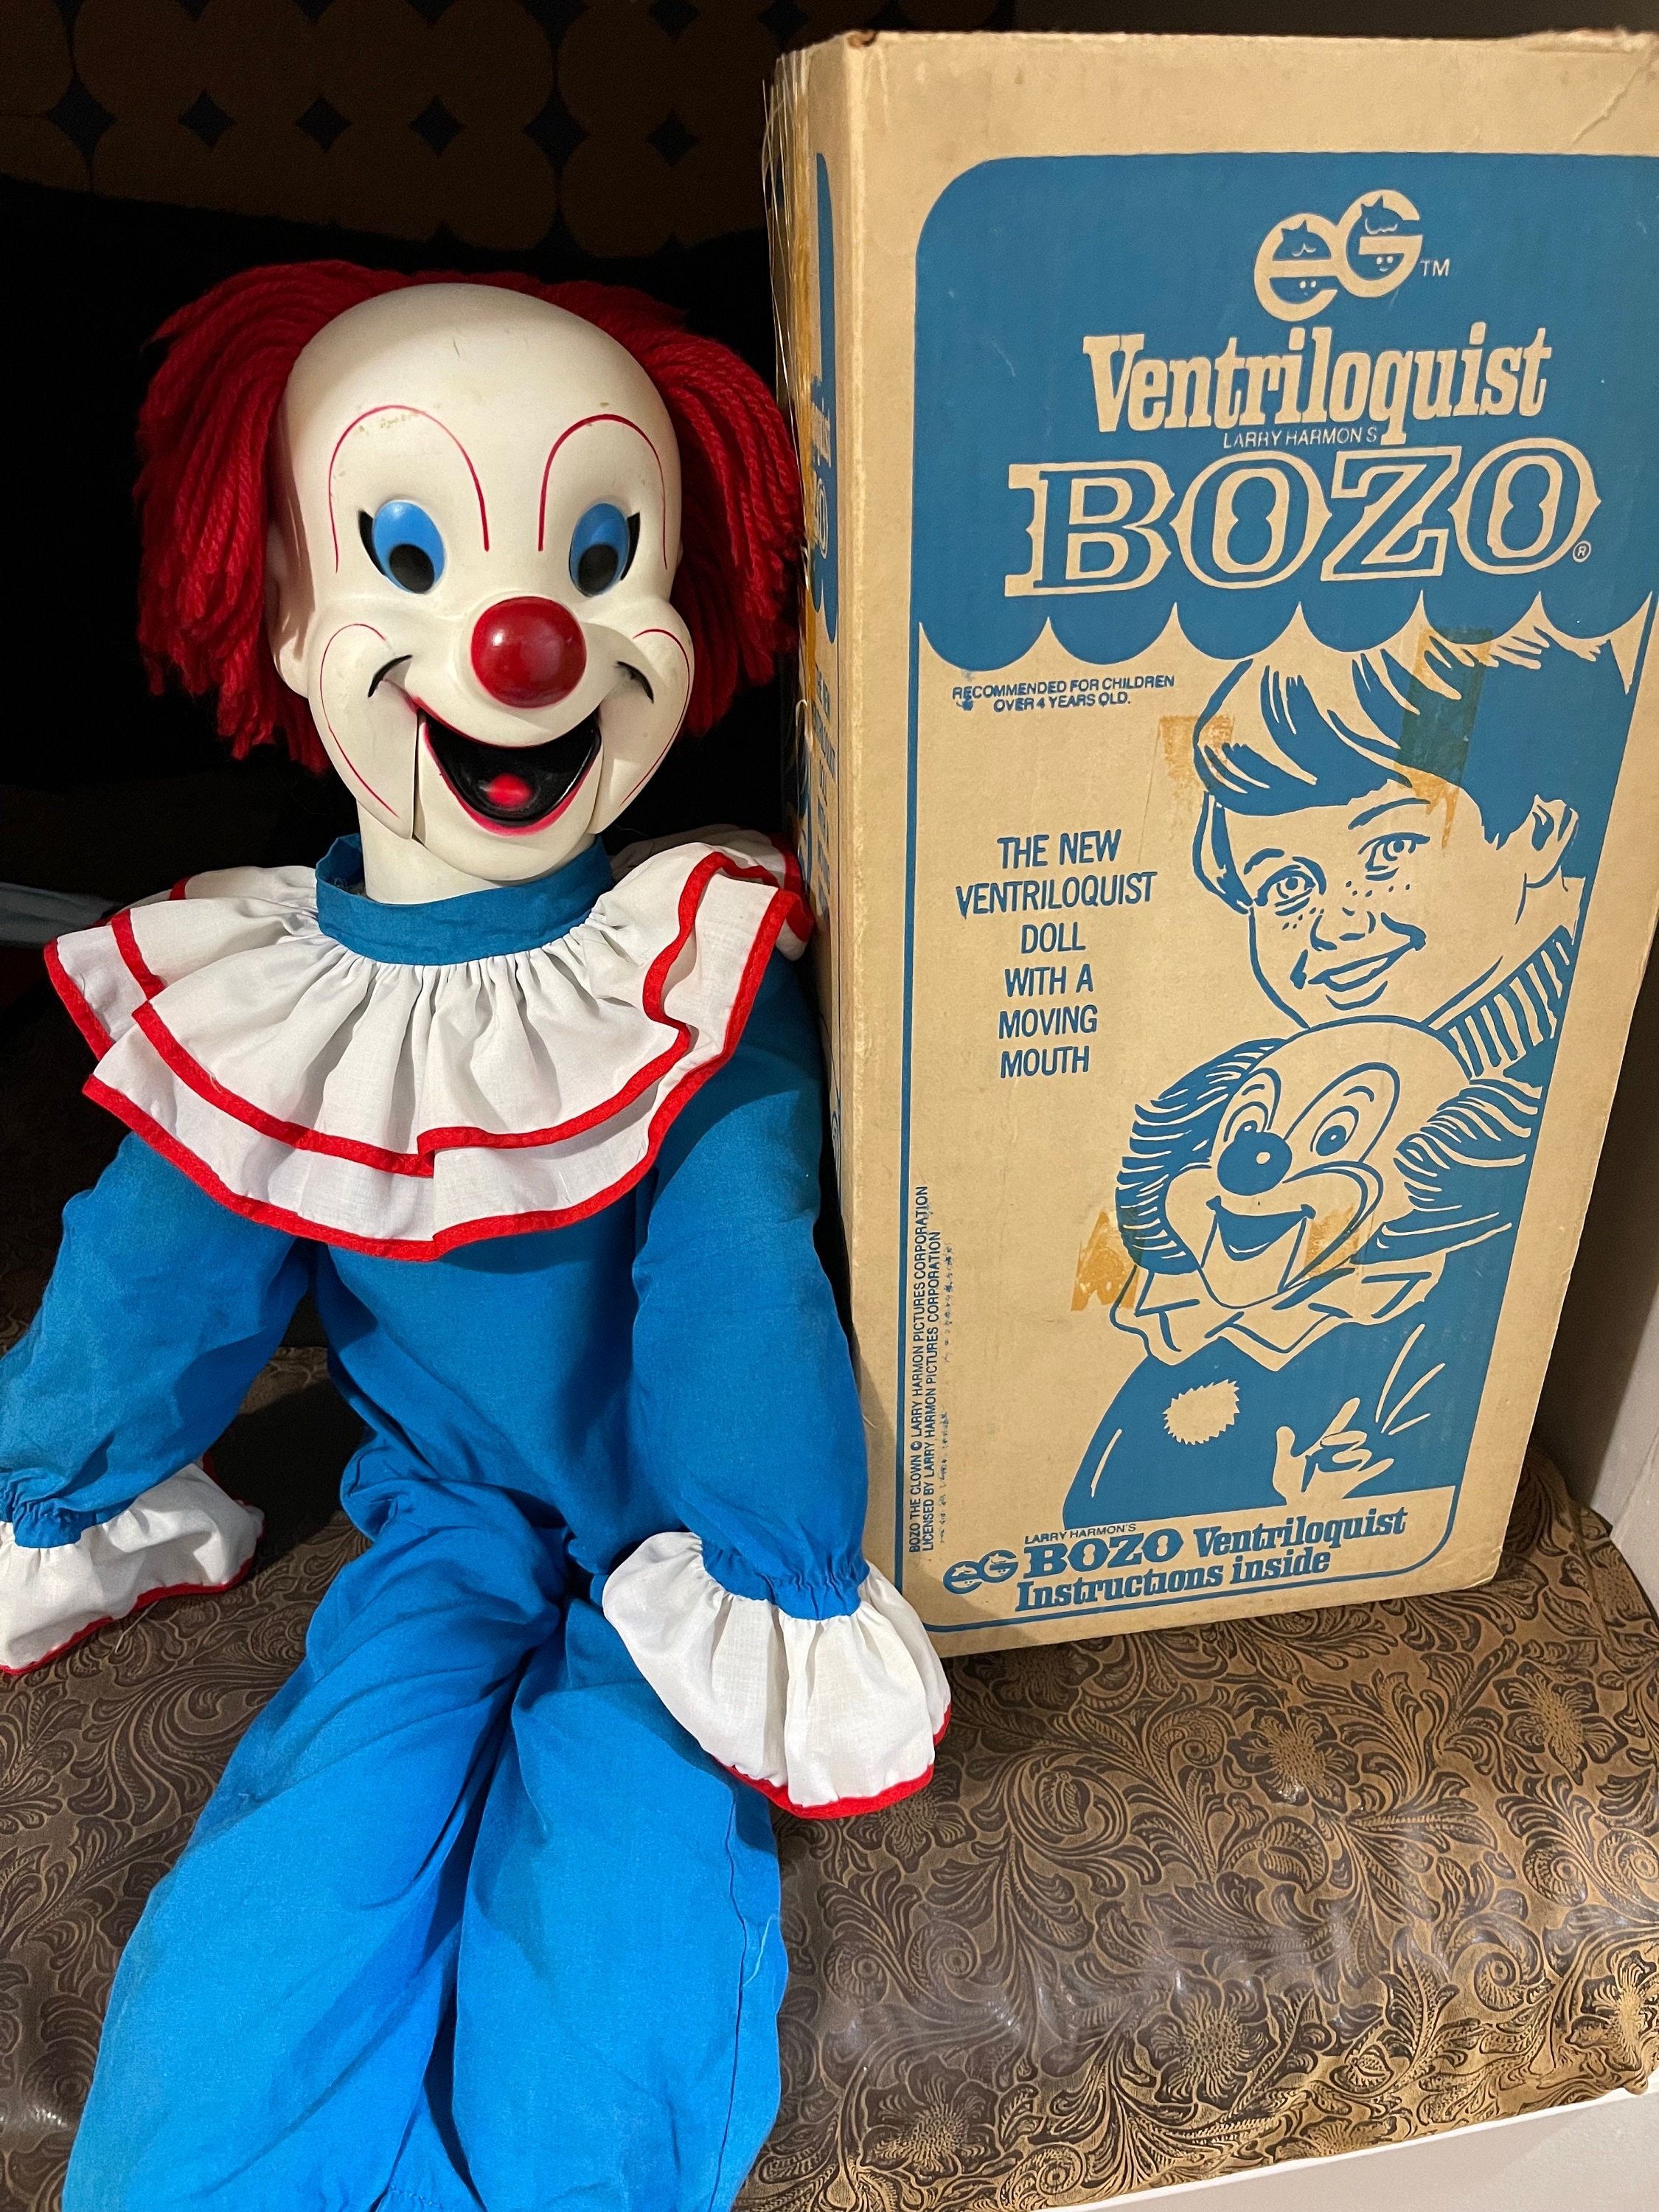 eG TM
Ventriloquist
LARRY HARMON'S
BOZO®
RECOMMENDED FOR CHILDREN
OVER 4 YEARS OLD.
THE NEW
VENTRILOQUIST
DOLL
WITH A
MOVING
MOUTH
BOZO THE CLOWN © LARRY HARMON PICTURES CORPORATION
LICENSED BY LARRY HARMON PICTURES CORPORATION
LARRY HARMON'S
eG BOZO Ventriloquist
Instructions inside